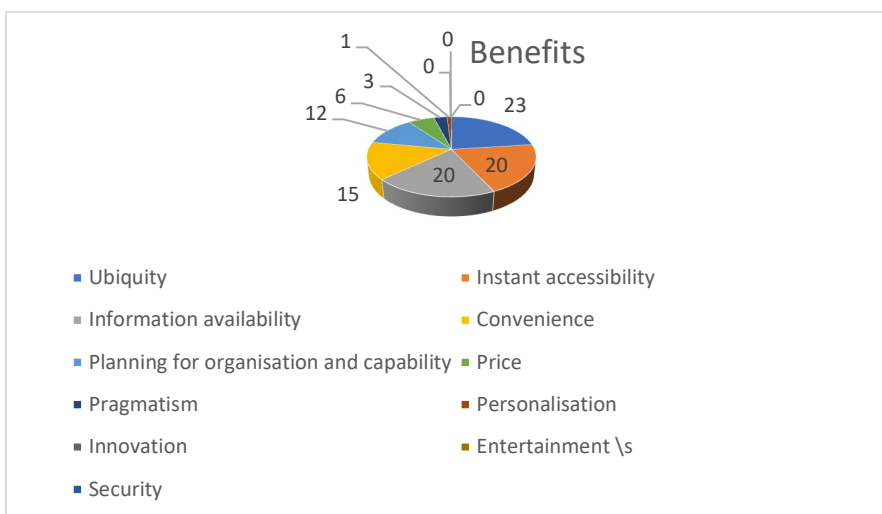 Benefits
1
0
0
3
6
0
23
12
20
20
15
Ubiquity
Instant accessibility
Information availability
Convenience
Planning for organisation and capability
Price
Pragmatism
Personalisation
Innovation
Entertainment \s
Security